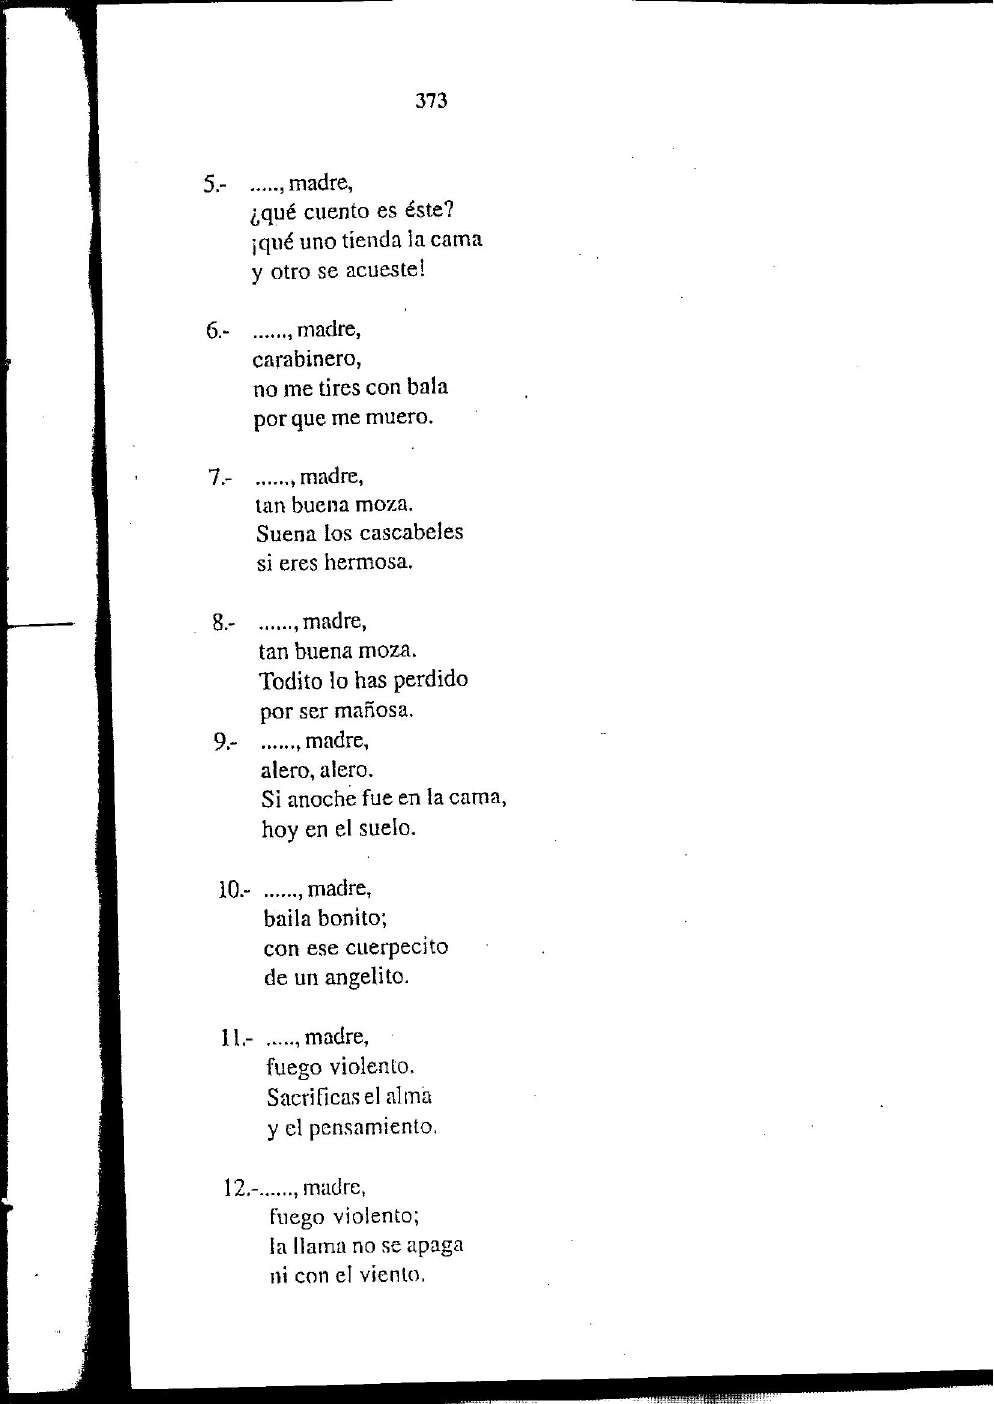 373
5.- ....., madre,
¿qué cuento es éste?
¡qué uno tienda la cama
y otro se acueste!
6.- ......, madre,
carabinero,
no me tires con bala
por que me muero.
7.- ......, madre,
tan buena moza.
Suena los cascabeles
si eres hermosa.
8.- ......, madre,
tan buena moza.
Todito lo has perdido
por ser mañosa.
9.- ......, madre,
alero, alero.
Si anoche fue en la cama,
hoy en el suelo.
10.- ......, madre,
baila bonito;
con ese cuerpecito
de un angelito.
11.- ....., madre,
fuego violento.
Sacrificas el alma
y el pensamiento.
12.-......, madre,
fuego violento;
la llama no se apaga
ni con el viento.